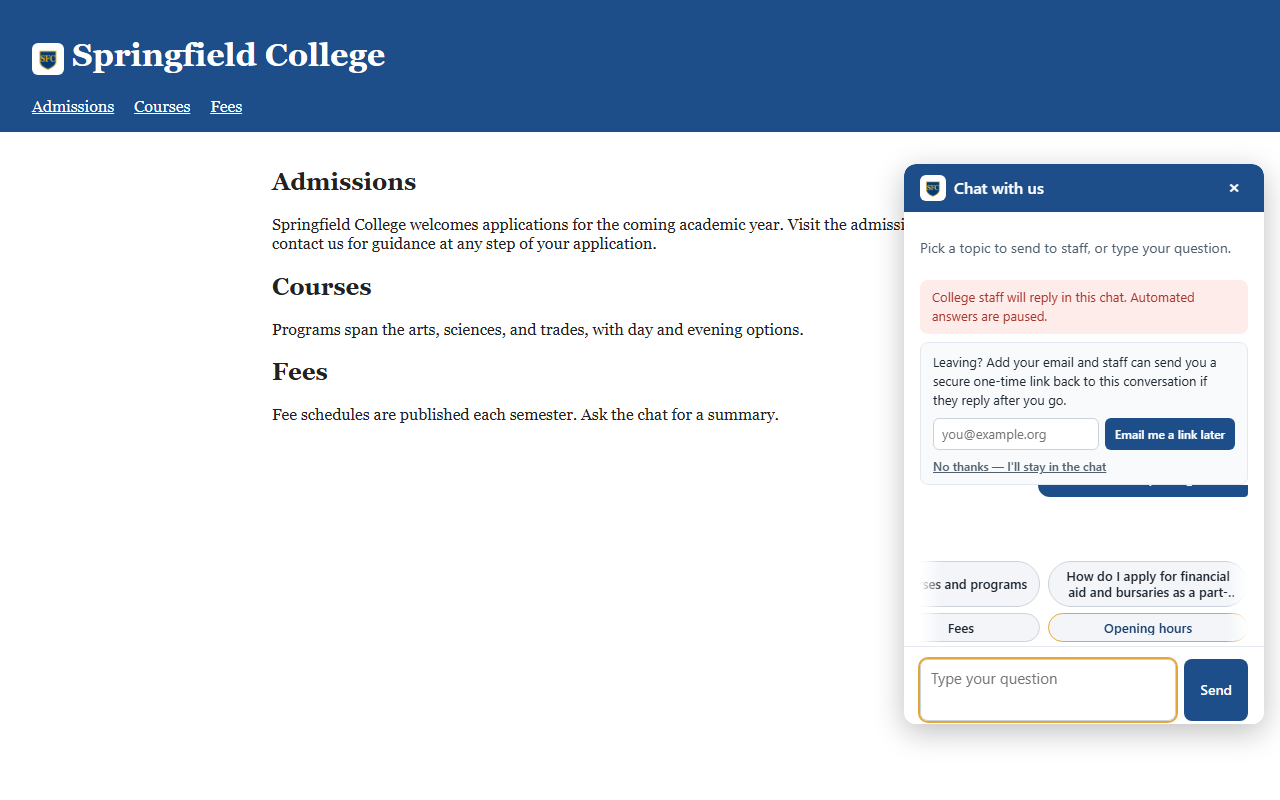 SFC
Springfield College
Admissions Courses Fees
Admissions
Springfield College welcomes applications for the coming academic year. Visit the admissi
contact us for guidance at any step of your application.
Courses
Programs span the arts, sciences, and trades, with day and evening options.
Fees
Fee schedules are published each semester. Ask the chat for a summary.
SFC
Chat with us
×
Pick a topic to send to staff, or type your question.
College staff will reply in this chat. Automated
answers are paused.
Leaving? Add your email and staff can send you a
secure one-time link back to this conversation if
they reply after you go.
you@example.org
Email me a link later
No thanks — I'll stay in the chat
ses and programs
How do I apply for financial
aid and bursaries as a part-..
Fees
Opening hours
Type your question
Send